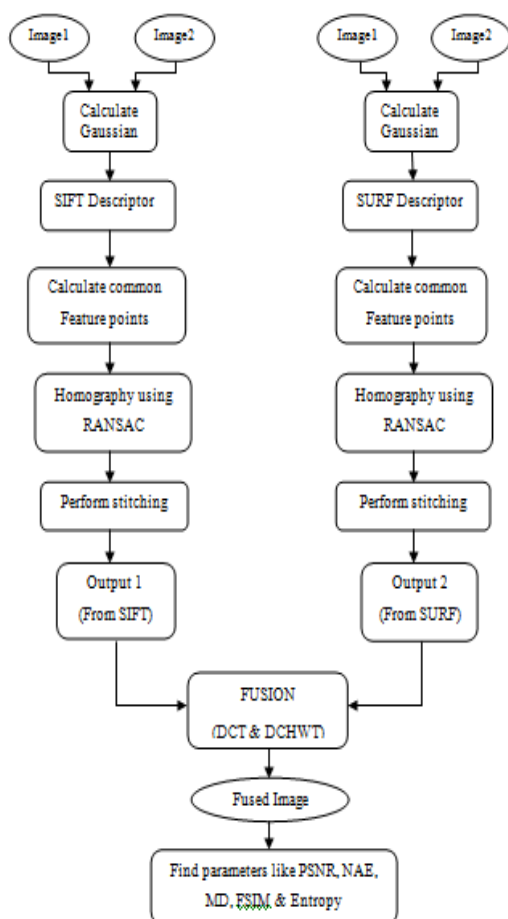 Image1
Image2
Calculate
Gaussian
SIFT Descriptor
Calculate common
Feature points
Homography using
RANSAC
Perform stitching
Output 1
(From SIFT)
Image1
Image2
Calculate
Gaussian
SURF Descriptor
Calculate common
Feature points
Homography using
RANSAC
Perform stitching
Output 2
(From SURF)
FUSION
(DCT & DCHWT)
Fused Image
Find parameters like PSNR, NAE,
MD, FSIM & Entropy